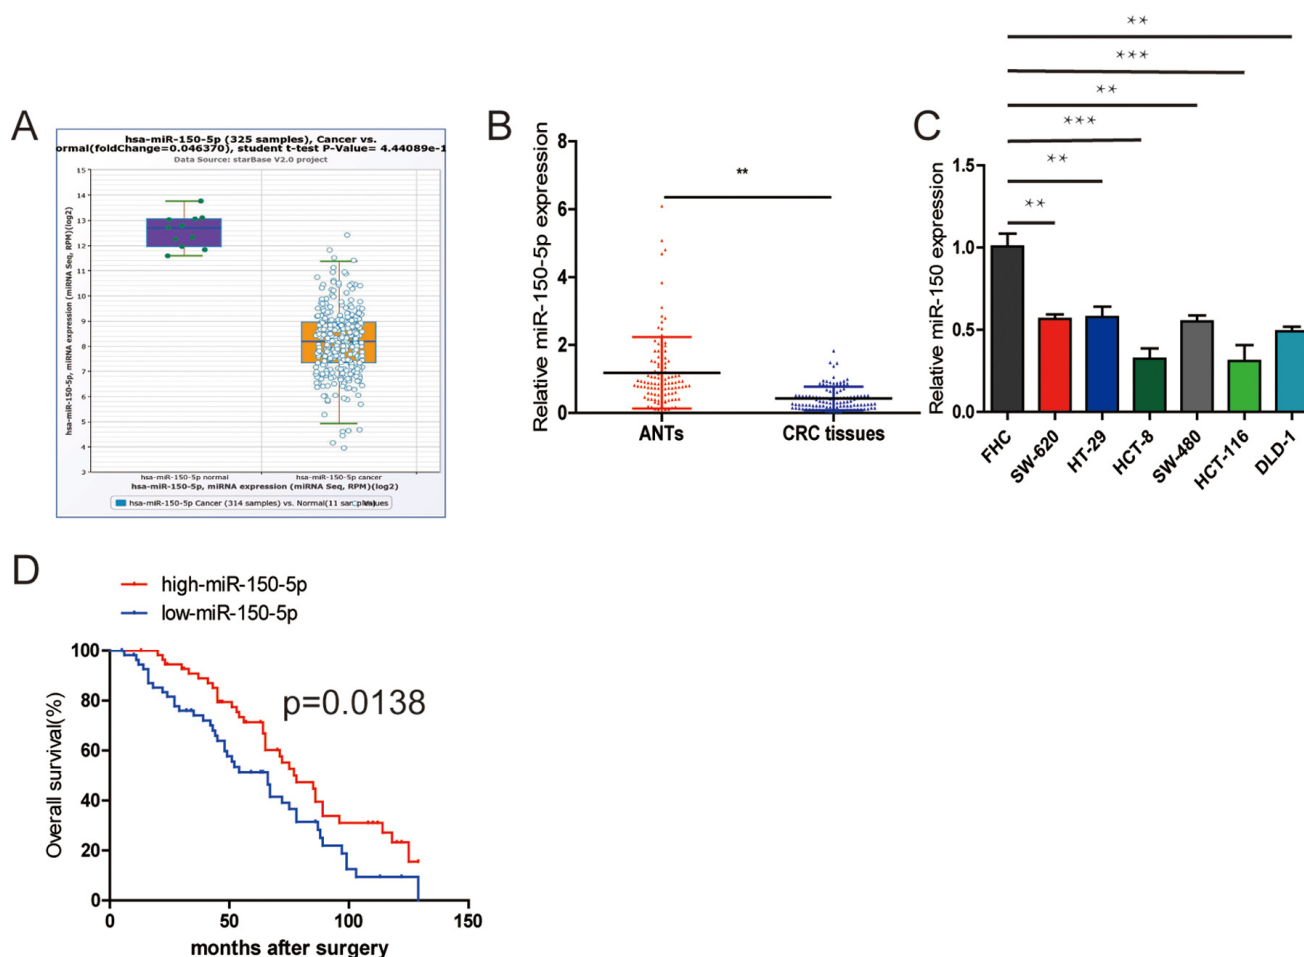 A
hsa-miR-150-5p (325 samples), Cancer vs.
ormal(foldChange=0.046370), student t-test P-Value= 4.44089e-1
Data Source: starBase V2.0 project
15
14
13
12
11
10
9
8
7
6
5
4
3
hsa-miR-150-5p, miRNA expression (miRNA Seq, RPM)(log2)
hsa-miR-150-5p normal
hsa-miR-150-5p cancer
hsa-miR-150-5p, miRNA expression (miRNA Seq, RPM)(log2)
hsa-miR-150-5p Cancer (314 samples) vs. Normal(11
B
Relative miR-150-5p expression
8
6
4
2
0
**
ANTs
CRC tissues
C
Relative miR-150 expression
1.5
1.0
0.5
0.0
**
***
**
***
**
**
FHC
SW-620
HT-29
HCT-8
SW-480
HCT-116
DLD-1
D
high-miR-150-5p
low-miR-150-5p
Overall survival(%)
100
80
60
40
20
0
p=0.0138
0
50
100
150
months after surgery